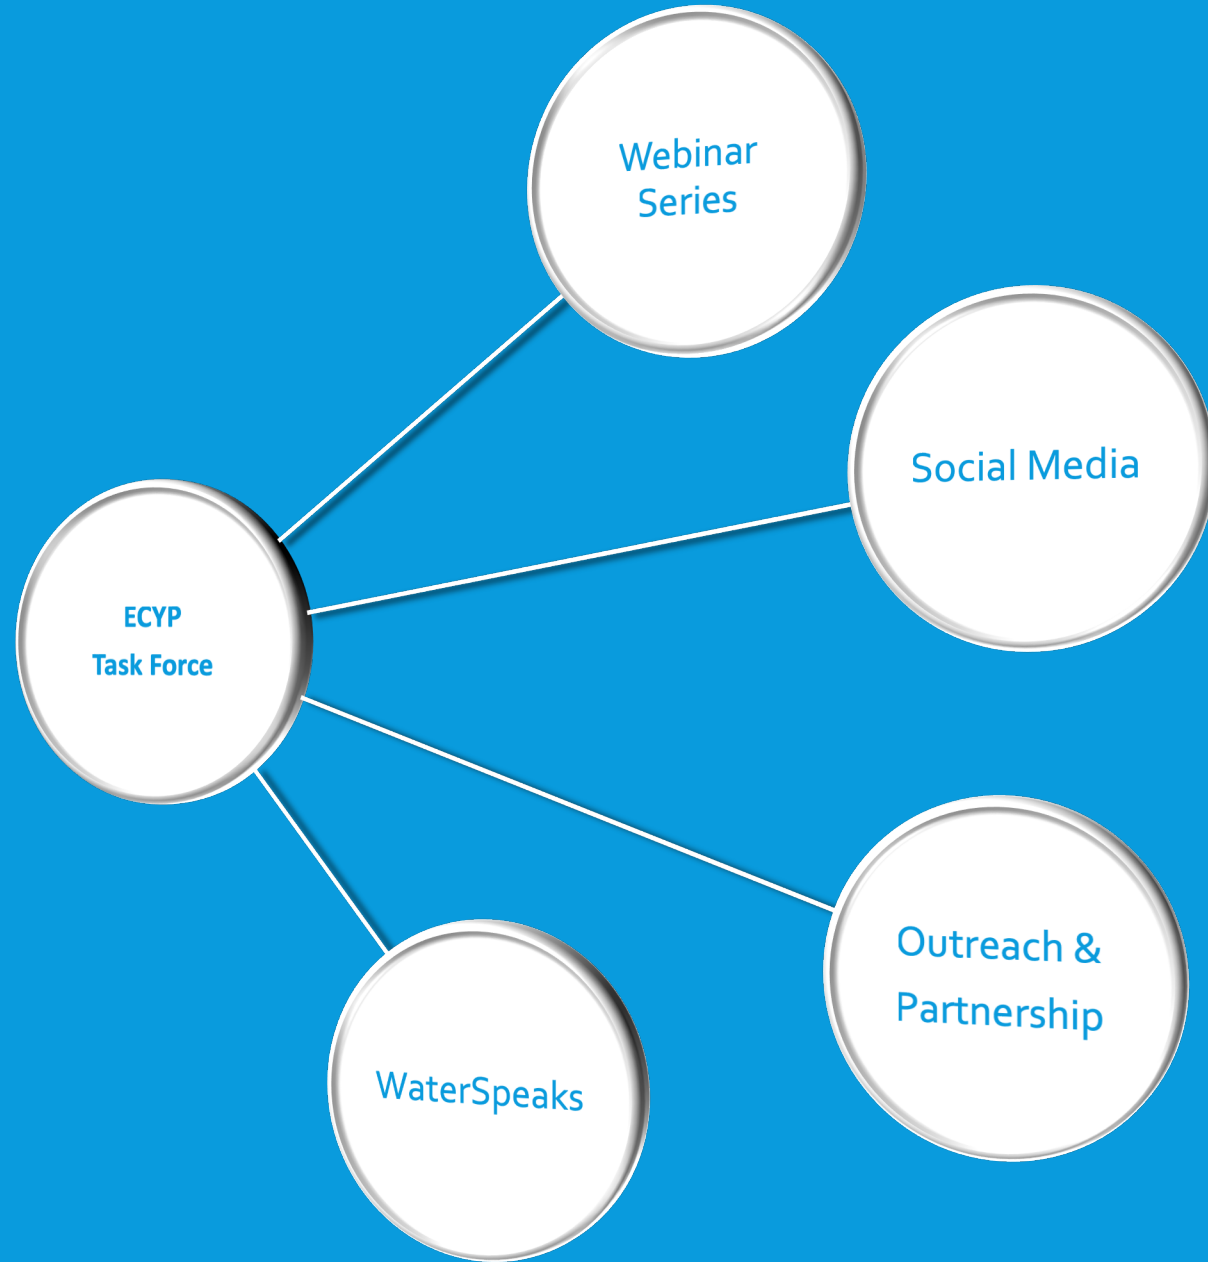 Webinar
Series
Social Media
ECYP
Task Force
Outreach &
Partnership
WaterSpeaks